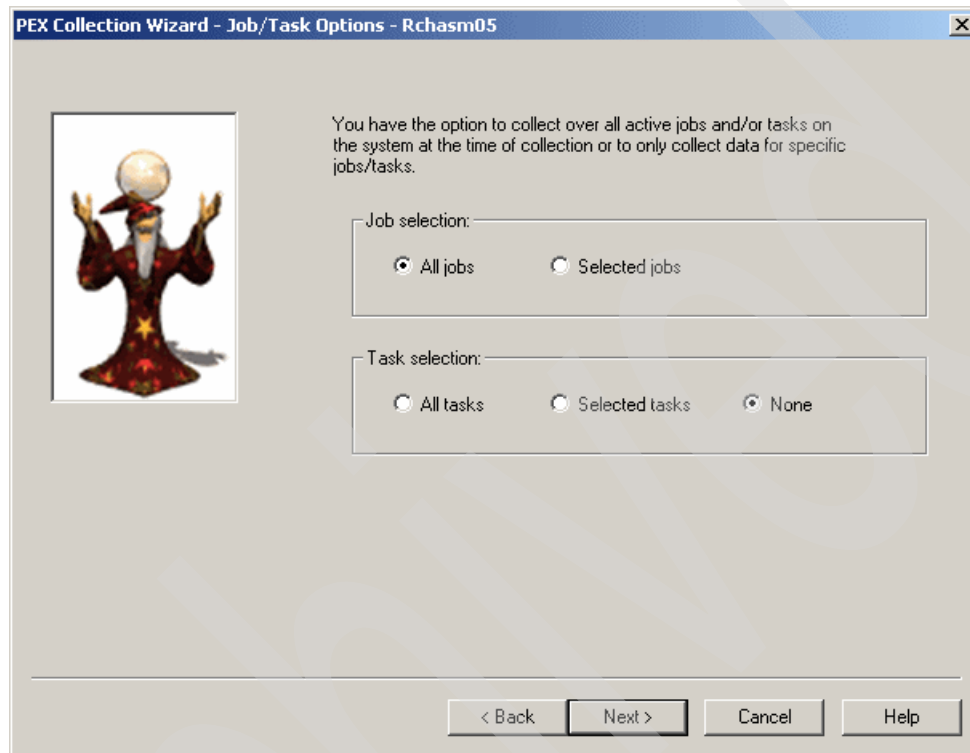 PEX Collection Wizard - Job/Task Options - Rchasm05
You have the option to collect over all active jobs and/or tasks on
the system at the time of collection or to only collect data for specific
jobs/tasks.
Job selection:
All jobs Selected jobs
Task selection:
All tasks Selected tasks None
< Back Next > Cancel Help